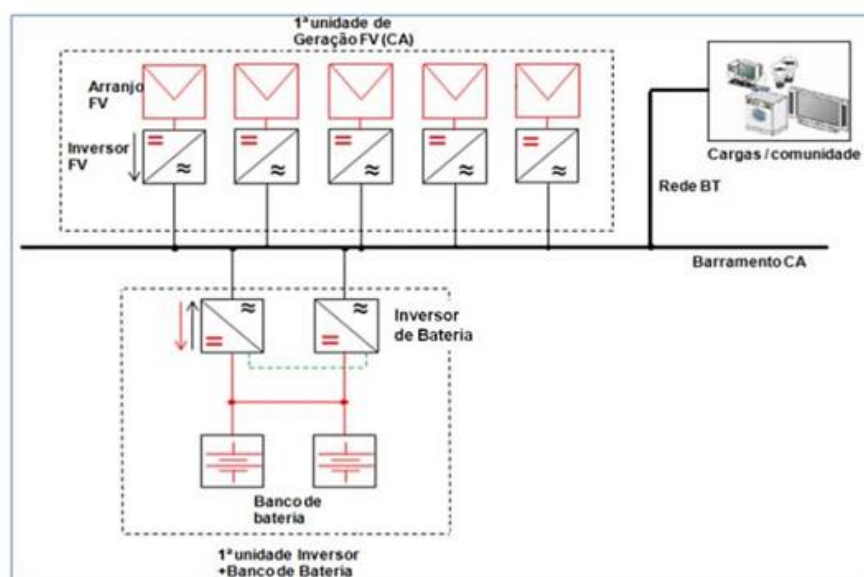 1ª unidade de
Geração FV (CA)
Arranjo
FV
Inversor
FV
Cargas / comunidade
Rede BT
Barramento CA
Inversor
de Bateria
Banco de
bateria
1ª unidade Inversor
+Banco de Bateria